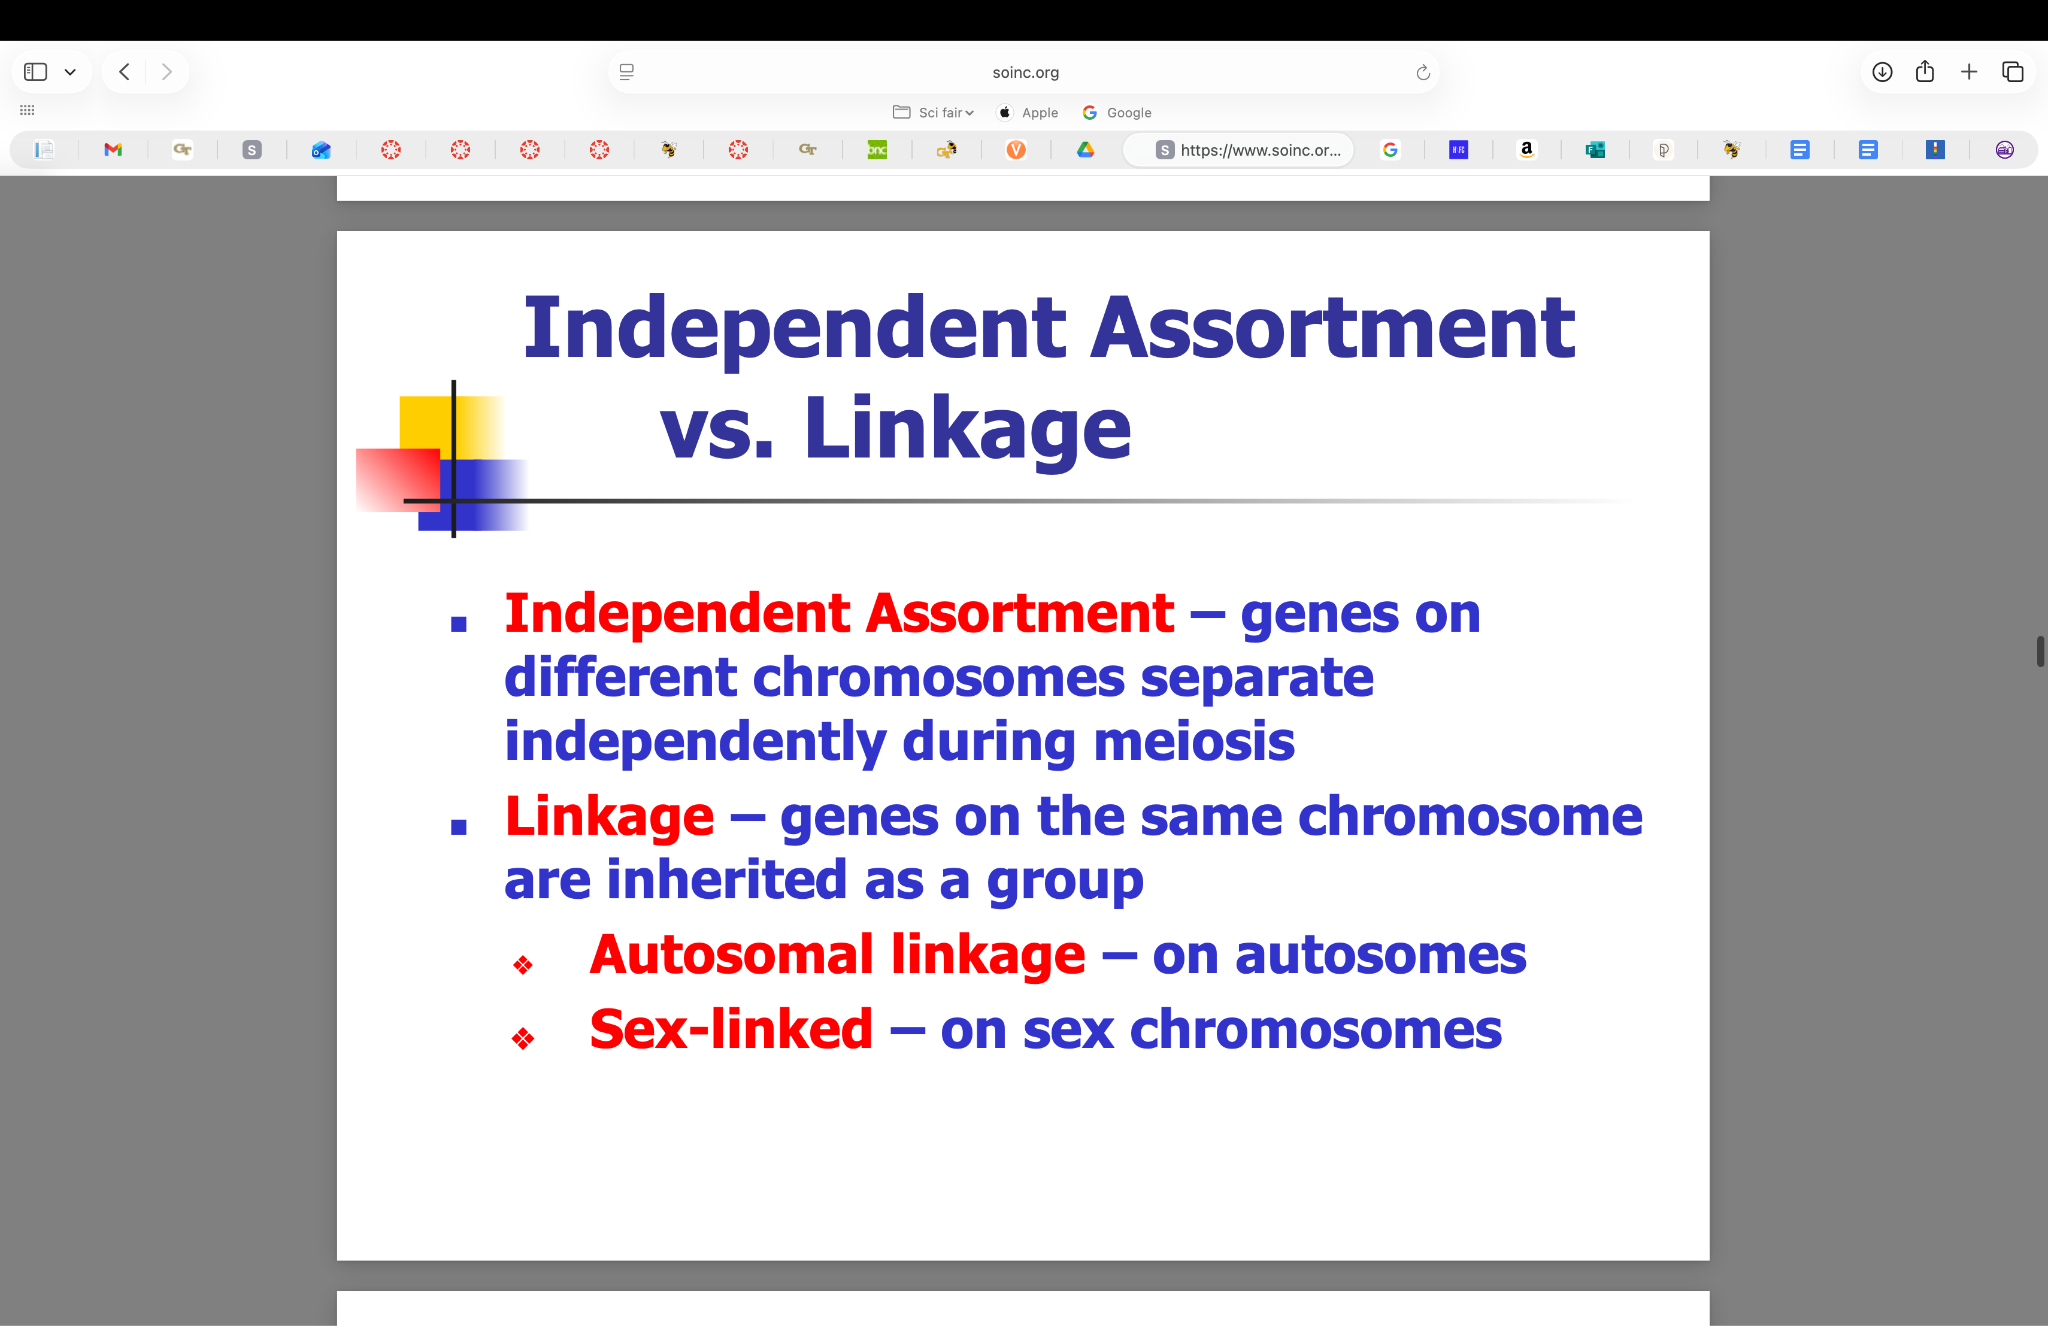 soinc.org
Sci fair
Apple
Google
S
https://www.soinc.or...
Independent Assortment
vs. Linkage
Independent Assortment – genes on
different chromosomes separate
independently during meiosis
Linkage – genes on the same chromosome
are inherited as a group
Autosomal linkage – on autosomes
Sex-linked – on sex chromosomes